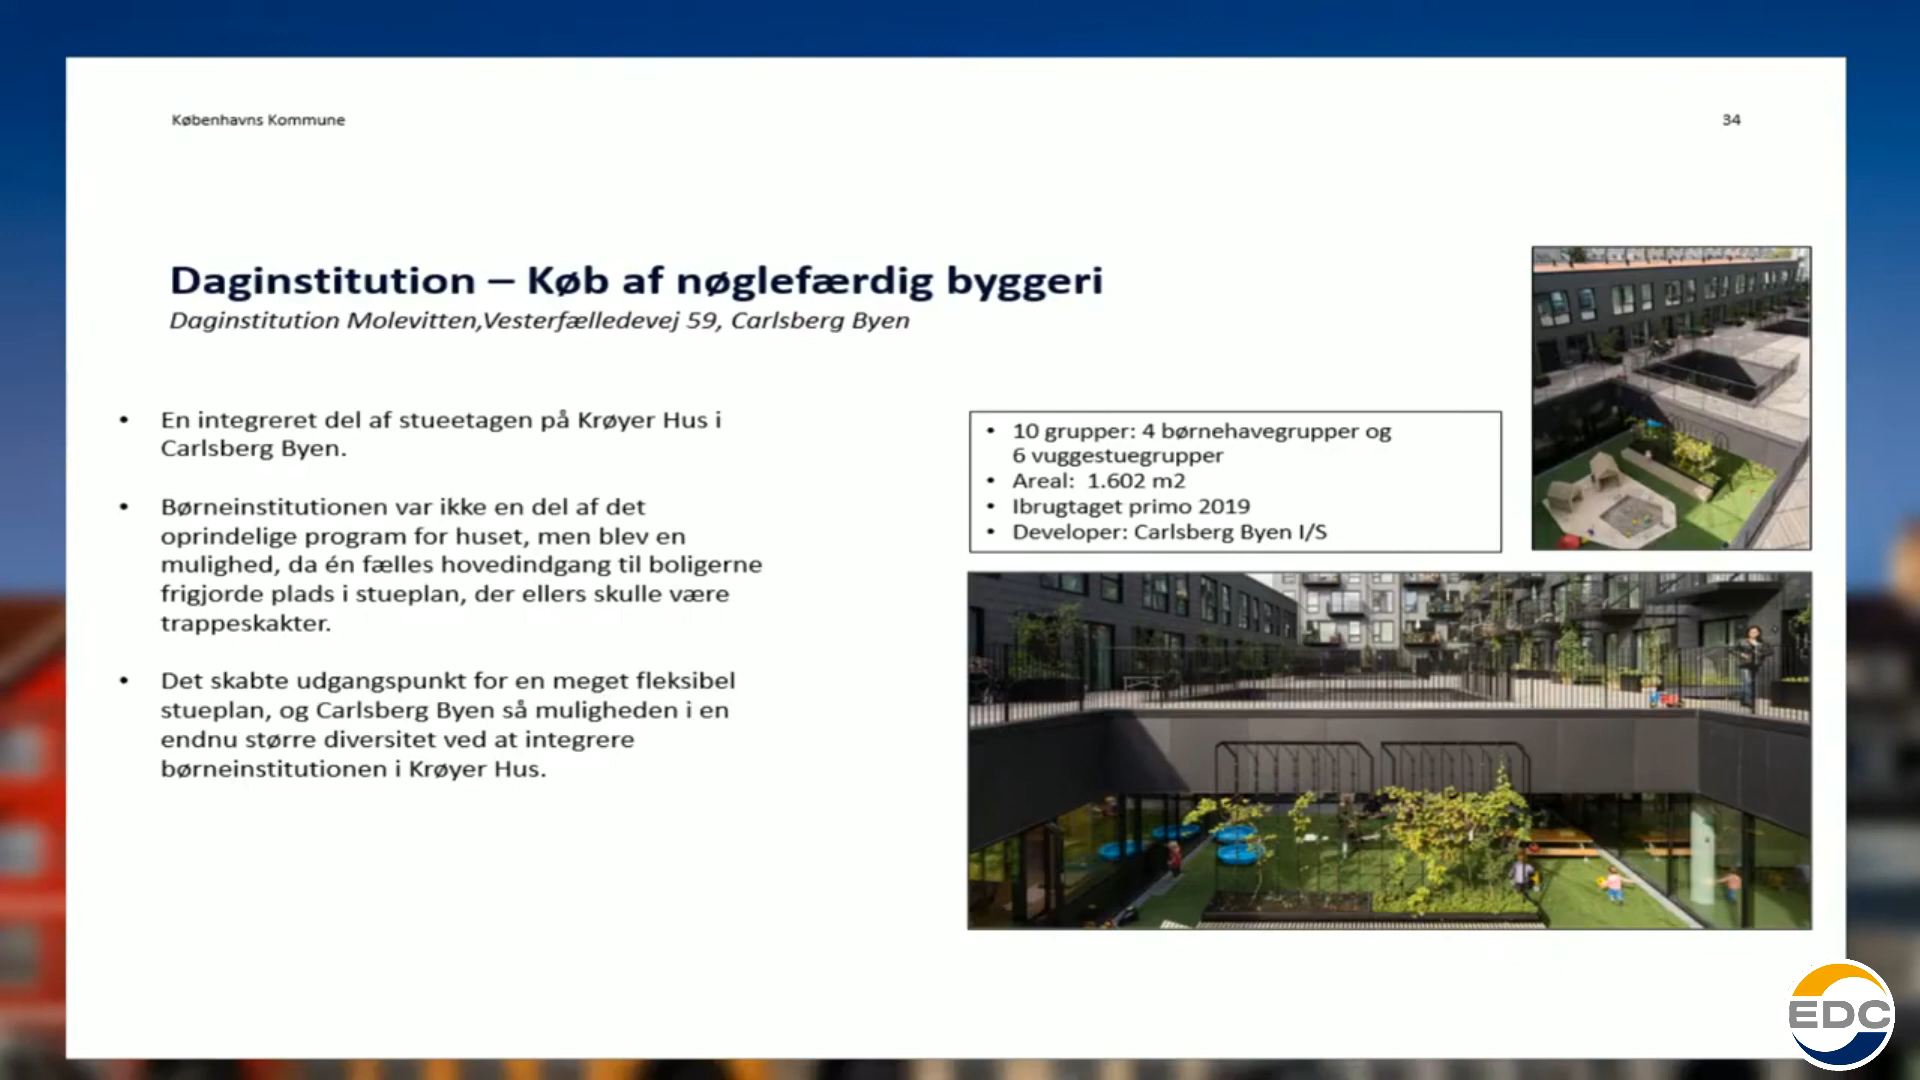 Københavns Kommune
34
Daginstitution – Køb af nøglefærdig byggeri
Daginstitution Molevitten,Vesterfælledevej 59, Carlsberg Byen
• En integreret del af stueetagen på Krøyer Hus i
Carlsberg Byen.
• Børneinstitutionen var ikke en del af det
oprindelige program for huset, men blev en
mulighed, da én fælles hovedindgang til boligerne
frigjorde plads i stueplan, der ellers skulle være
trappeskakter.
• Det skabte udgangspunkt for en meget fleksibel
stueplan, og Carlsberg Byen så muligheden i en
endnu større diversitet ved at integrere
børneinstitutionen i Krøyer Hus.
• 10 grupper: 4 børnehavegrupper og
6 vuggestuegrupper
• Areal:  1.602 m2
• Ibrugtaget primo 2019
• Developer: Carlsberg Byen I/S
EDC